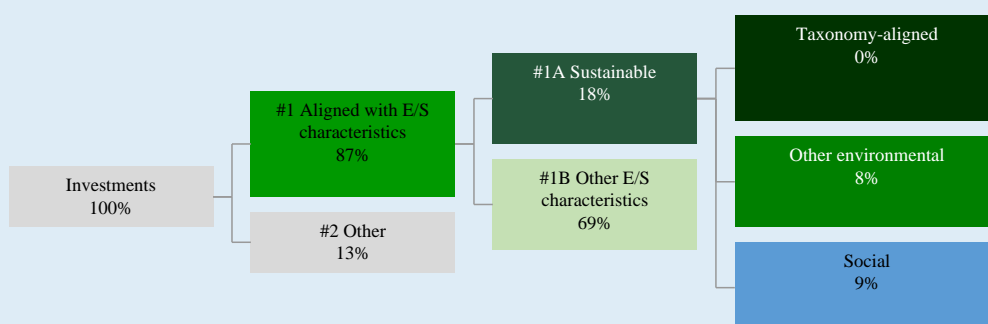 Investments
100%
#1 Aligned with E/S
characteristics
87%
#2 Other
13%
#1A Sustainable
18%
#1B Other E/S
characteristics
69%
Taxonomy-aligned
0%
Other environmental
8%
Social
9%